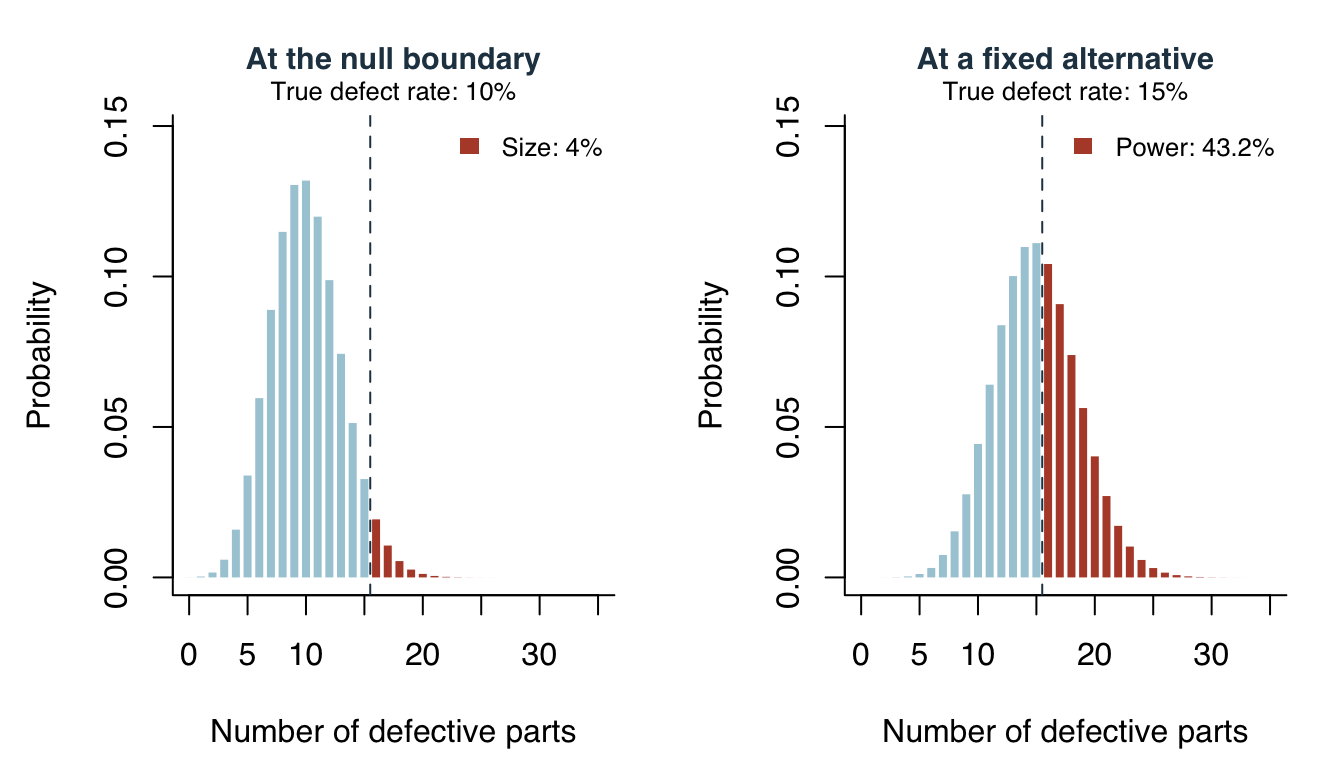 At the null boundary
True defect rate: 10%
Size: 4%
Probability
0.15
0.10
0.05
0.00
0 5 10 20 30
Number of defective parts
At a fixed alternative
True defect rate: 15%
Power: 43.2%
Probability
0.15
0.10
0.05
0.00
0 5 10 20 30
Number of defective parts